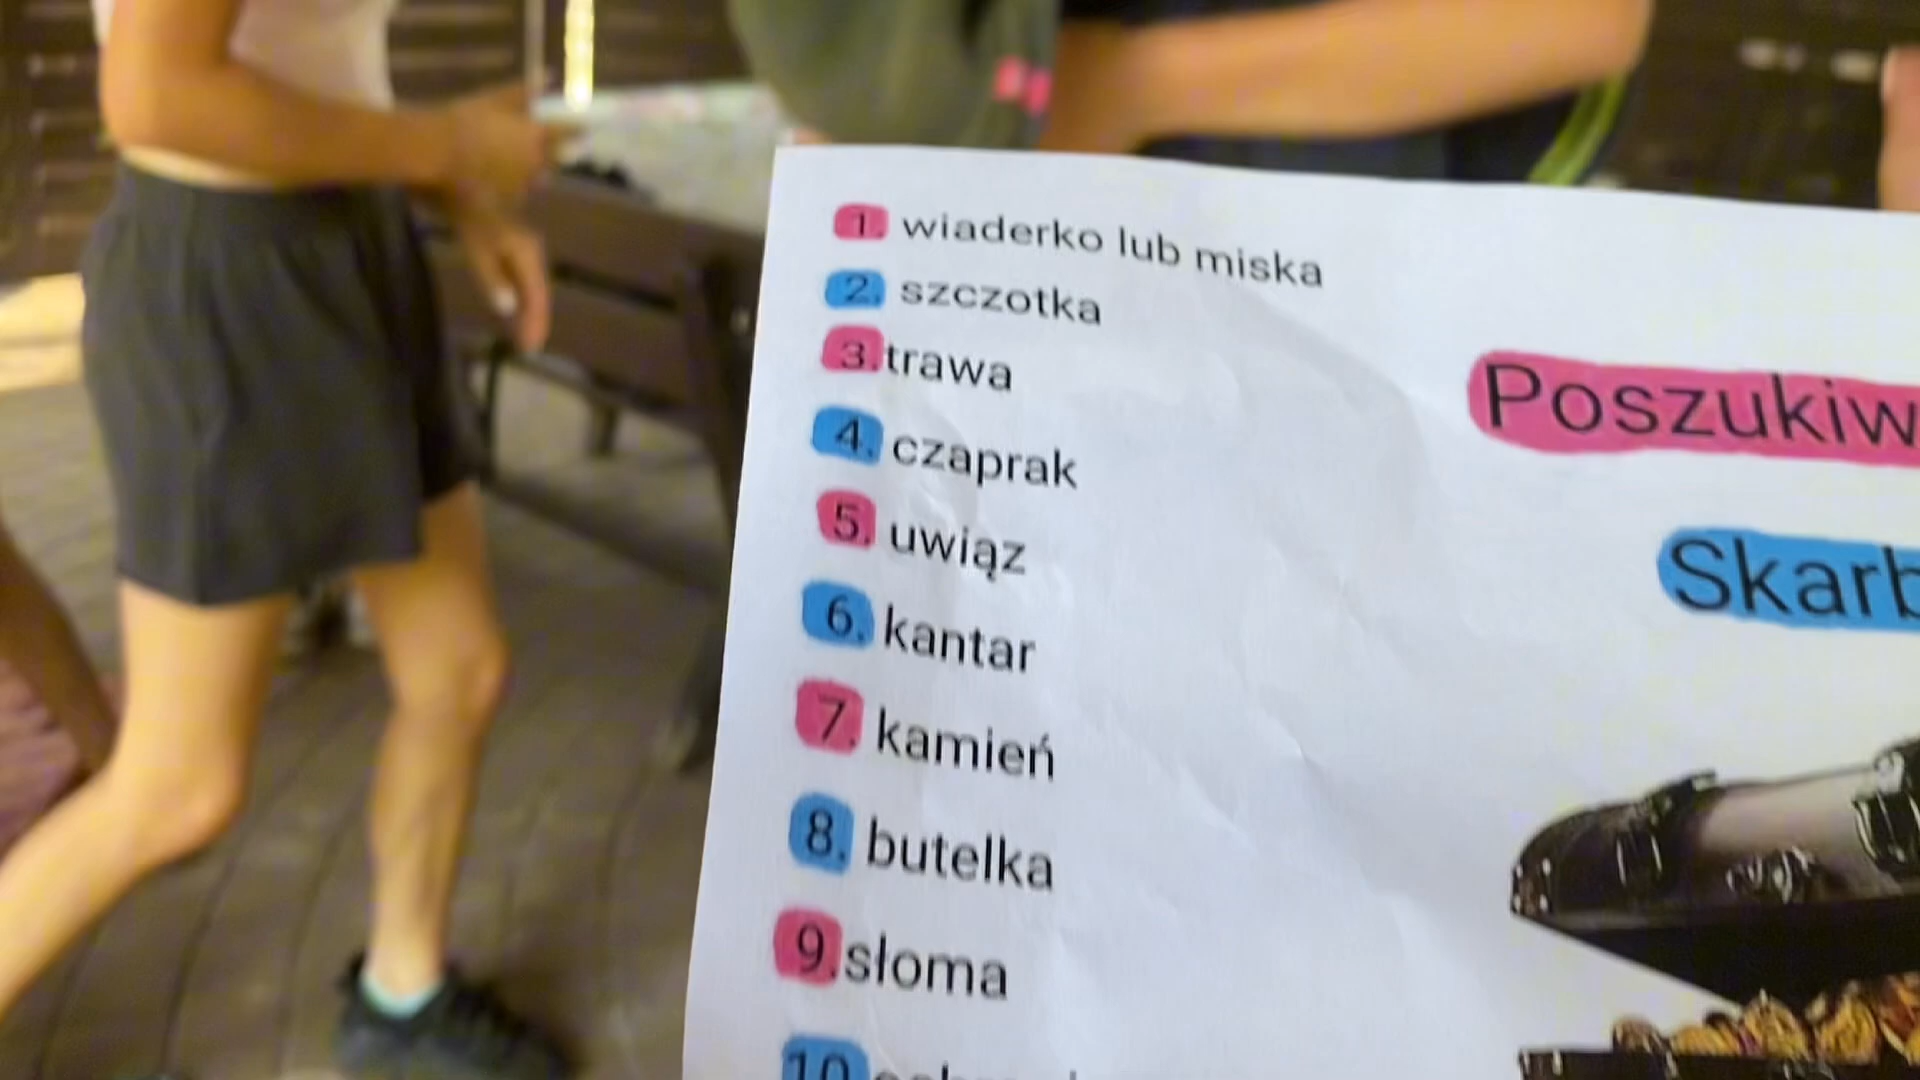 1. wiaderko lub miska
2. szczotka
3.trawa
4. czaprak
5. uwiąz
6. kantar
7. kamień
8. butelka
9.słoma
10.
Poszukiw
Skarb